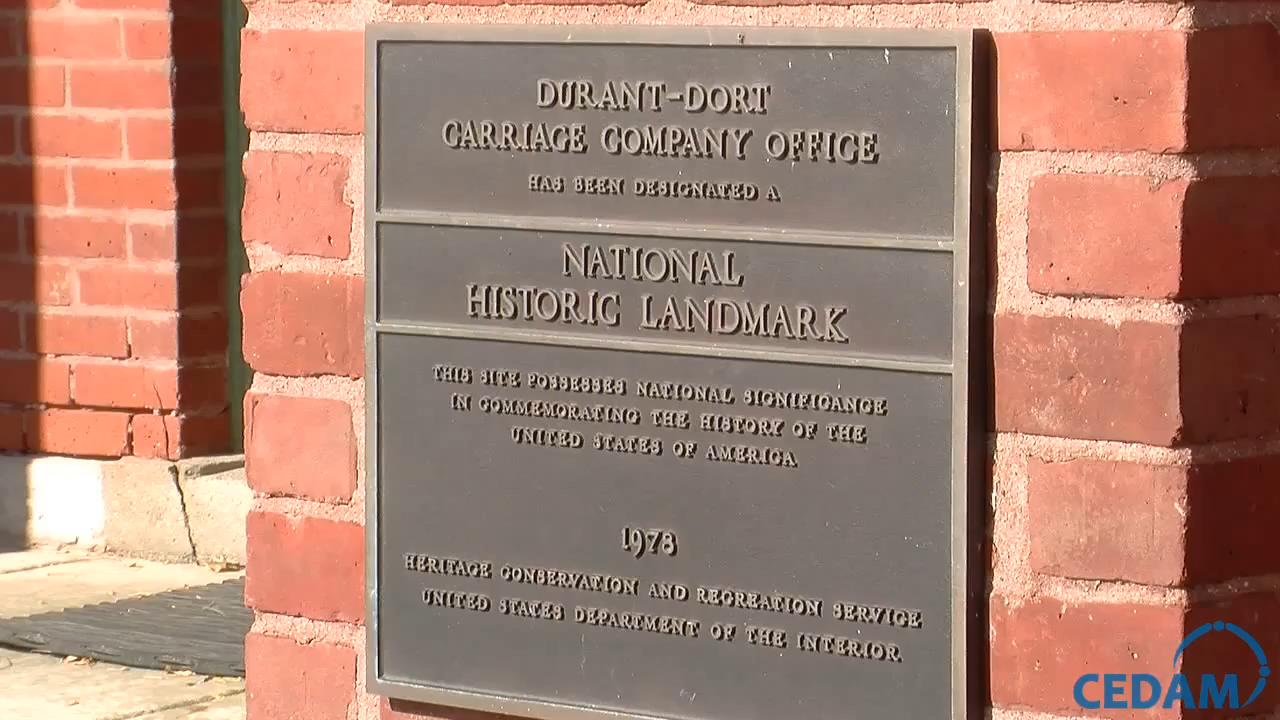 DURANT-DORT
CARRIAGE COMPANY OFFICE
HAS BEEN DESIGNATED A
NATIONAL
HISTORIC LANDMARK
THIS SITE POSSESSES NATIONAL SIGNIFICANCE
IN COMMEMORATING THE HISTORY OF THE
UNITED STATES OF AMERICA
1978
HERITAGE CONSERVATION AND RECREATION SERVICE
UNITED STATES DEPARTMENT OF THE INTERIOR
CEDAM